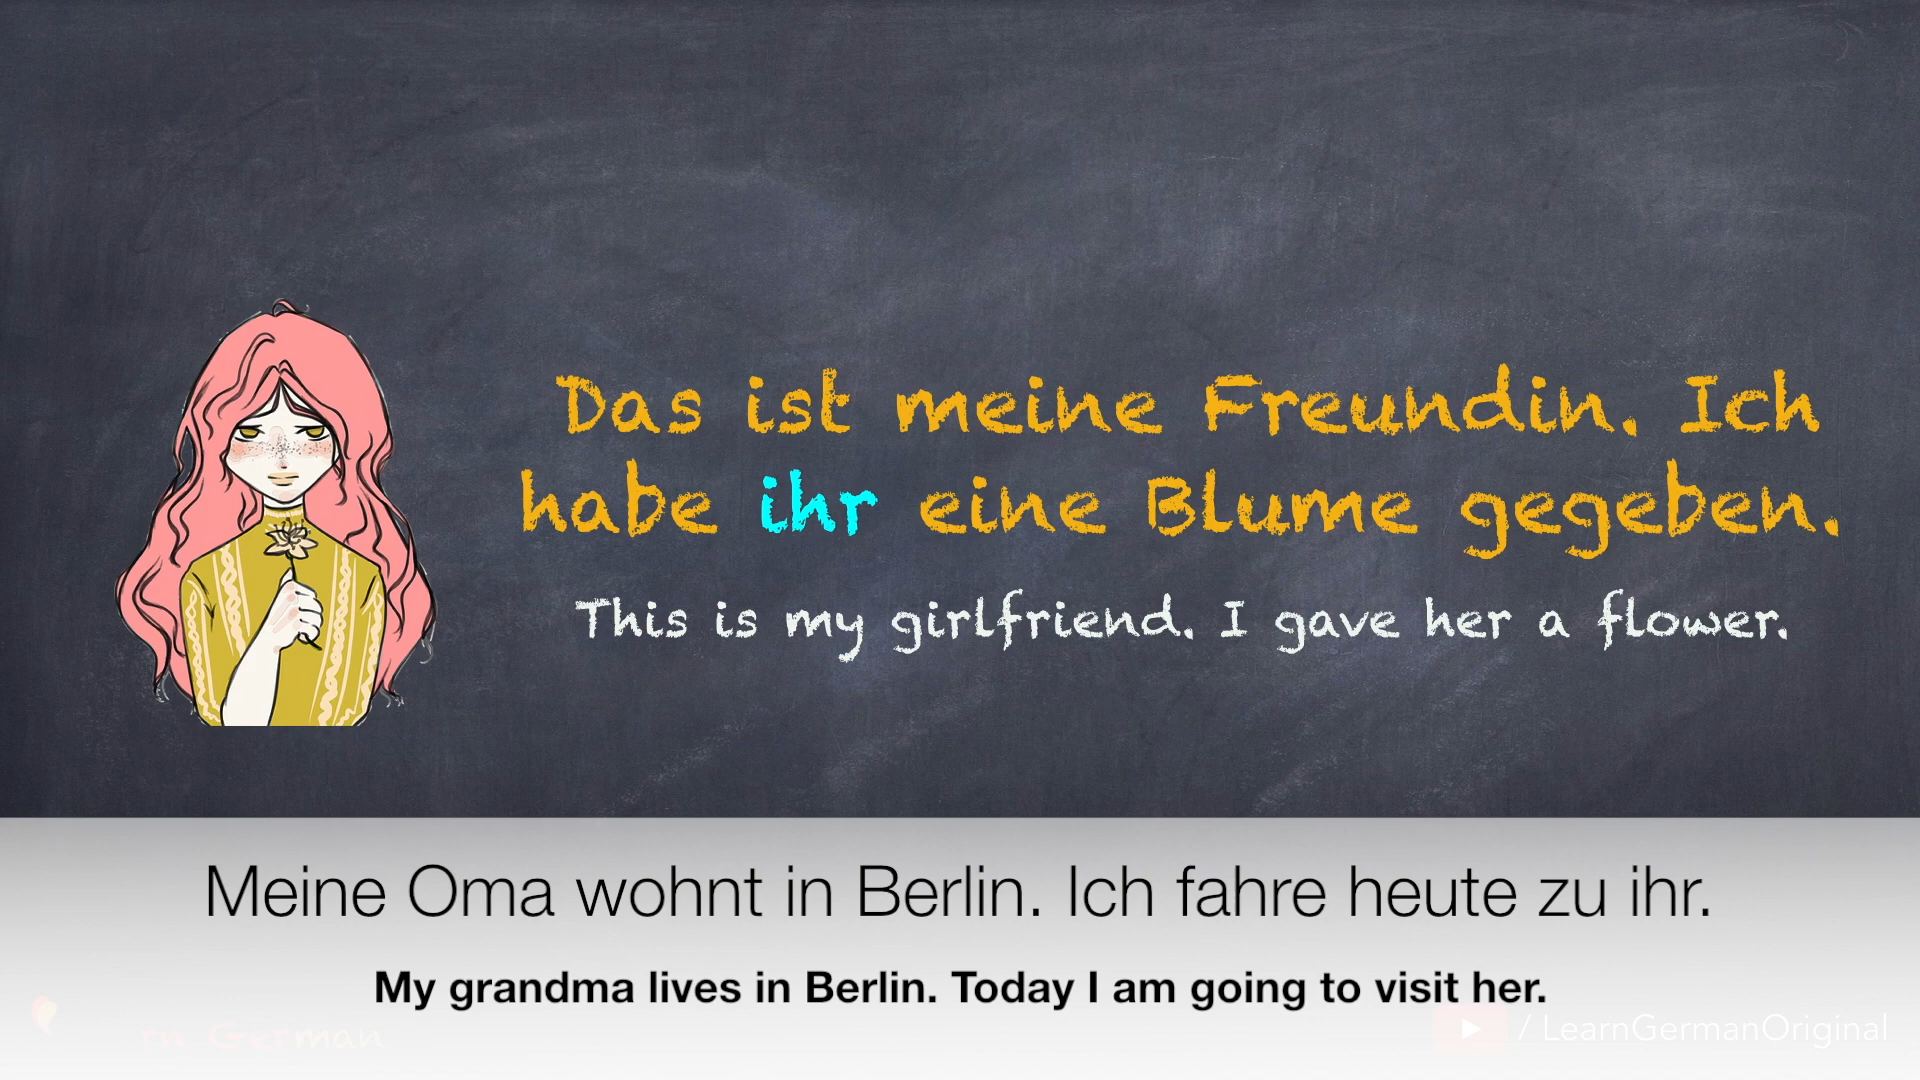 Das ist meine Freundin. Ich
habe ihr eine Blume gegeben.
This is my girlfriend. I gave her a flower.
Meine Oma wohnt in Berlin. Ich fahre heute zu ihr.
My grandma lives in Berlin. Today I am going to visit her.
rn German
/ LearnGermanOriginal